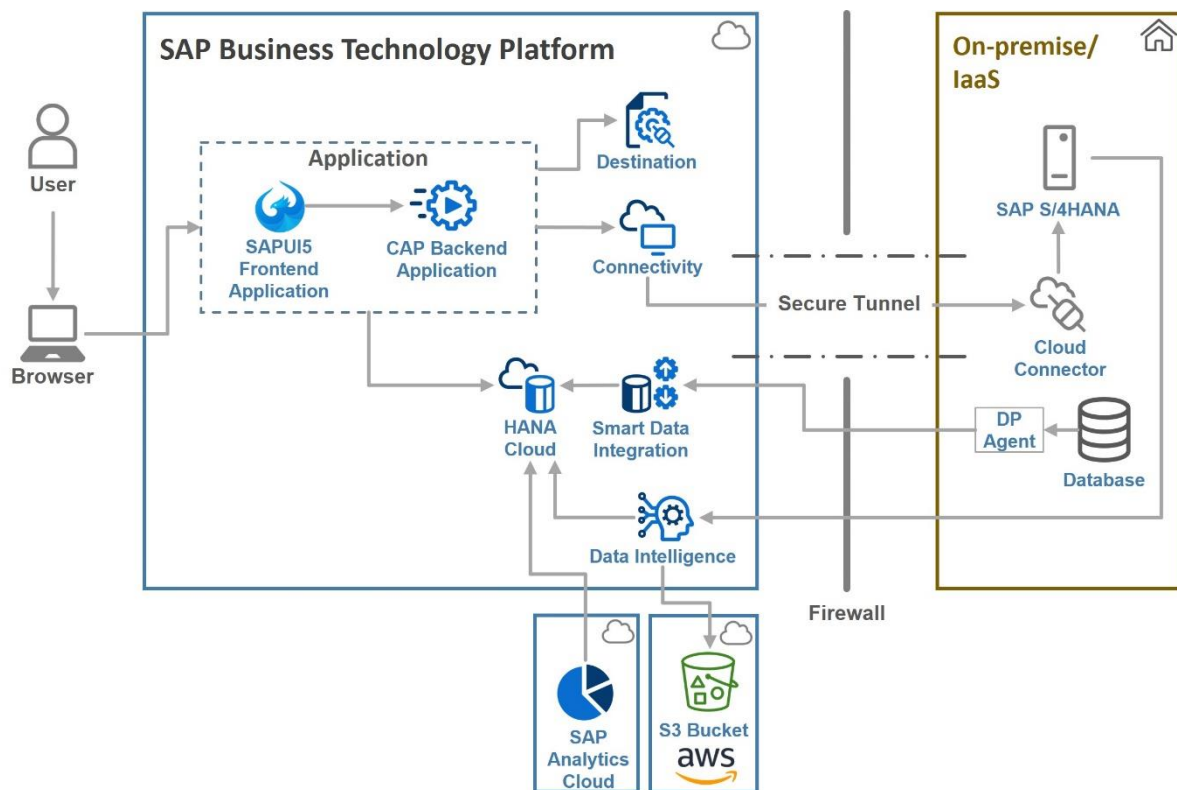 SAP Business Technology Platform
On-premise/
IaaS
User
Browser
Application
SAPUI5
Frontend
Application
CAP Backend
Application
Destination
Connectivity
Secure Tunnel
SAP S/4HANA
Cloud
Connector
HANA
Cloud
Smart Data
Integration
DP
Agent
Database
Data Intelligence
Firewall
SAP
Analytics
Cloud
S3 Bucket
aws